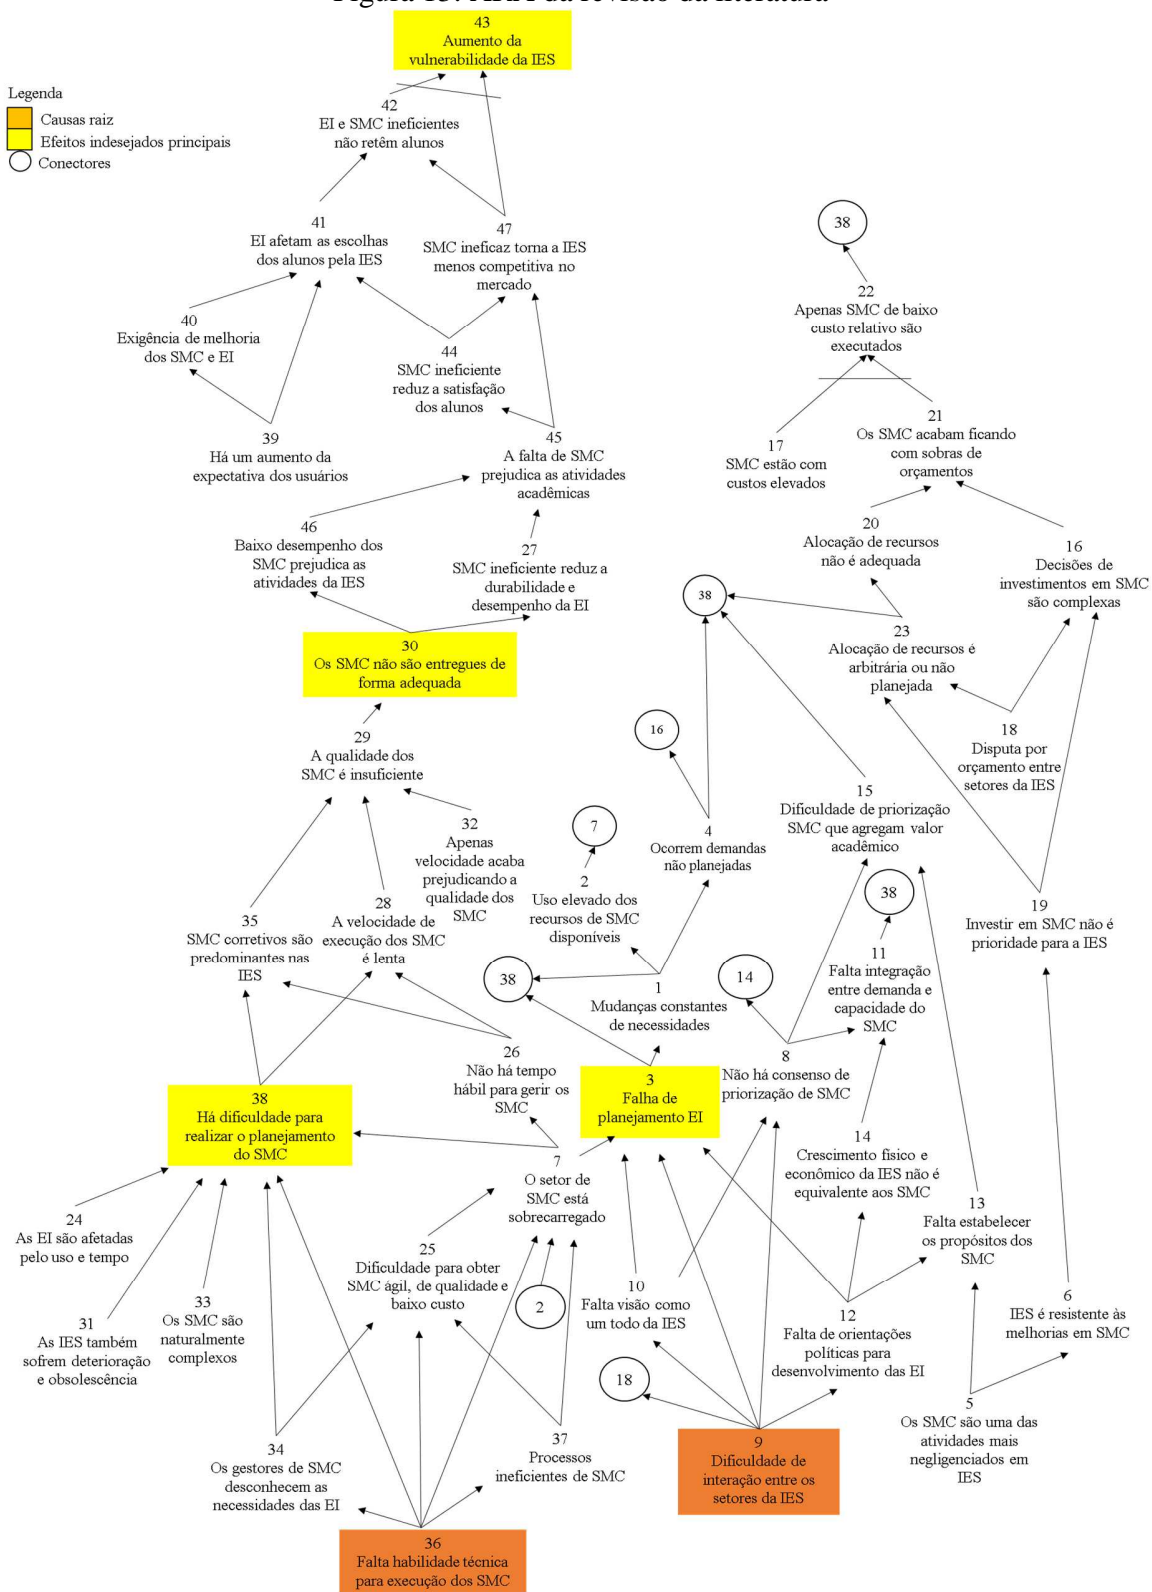 Figura 13: ARA da revisão da literatura
43
Aumento da
vulnerabilidade da IES
Legenda
Causas raiz
Efeitos indesejados principais
Conectores
42
EI e SMC ineficientes
não retêm alunos
41
EI afetam as escolhas
dos alunos pela IES
47
SMC ineficaz torna a IES
menos competitiva no
mercado
38
22
Apenas SMC de baixo
custo relativo são
executados
40
Exigência de melhoria
dos SMC e EI
44
SMC ineficiente
reduz a satisfação
dos alunos
39
Há um aumento da
expectativa dos usuários
45
A falta de SMC
prejudica as atividades
acadêmicas
17
SMC estão com
custos elevados
21
Os SMC acabam ficando
com sobras de
orçamentos
46
Baixo desempenho dos
SMC prejudica as
atividades da IES
27
SMC ineficiente reduz a
durabilidade e
desempenho da EI
20
Alocação de recursos
não é adequada
16
Decisões de
investimentos em SMC
são complexas
38
30
Os SMC não são entregues de
forma adequada
23
Alocação de recursos é
arbitrária ou não
planejada
29
A qualidade dos
SMC é insuficiente
16
18
Disputa por
orçamento entre
setores da IES
15
Dificuldade de priorização
SMC que agregam valor
acadêmico
32
Apenas
velocidade acaba
prejudicando a
qualidade dos
SMC
7
4
Ocorrem demandas
não planejadas
2
Uso elevado dos
recursos de SMC
disponíveis
38
35
SMC corretivos são
predominantes nas
IES
28
A velocidade de
execução dos SMC
é lenta
19
Investir em SMC não é
prioridade para a IES
11
Falta integração
entre demanda e
capacidade do
SMC
38
14
1
Mudanças constantes
de necessidades
26
Não há tempo
hábil para gerir os
SMC
8
Não há consenso de
priorização de SMC
3
Falha de
planejamento EI
38
Há dificuldade para
realizar o planejamento
do SMC
14
Crescimento físico e
econômico da IES não é
equivalente aos SMC
7
O setor de
SMC está
sobrecarregado
13
Falta estabelecer
os propósitos dos
SMC
24
As EI são afetadas
pelo uso e tempo
25
Dificuldade para obter
SMC ágil, de qualidade e
baixo custo
10
Falta visão como
um todo da IES
6
IES é resistente às
melhorias em SMC
33
Os SMC são
naturalmente
complexos
2
12
Falta de orientações
políticas para
desenvolvimento das EI
31
As IES também
sofrem deterioração
e obsolescência
18
5
Os SMC são uma das
atividades mais
negligenciados em
IES
34
Os gestores de SMC
desconhecem as
necessidades das EI
37
Processos
ineficientes de SMC
9
Dificuldade de
interação entre os
setores da IES
36
Falta habilidade técnica
para execução dos SMC